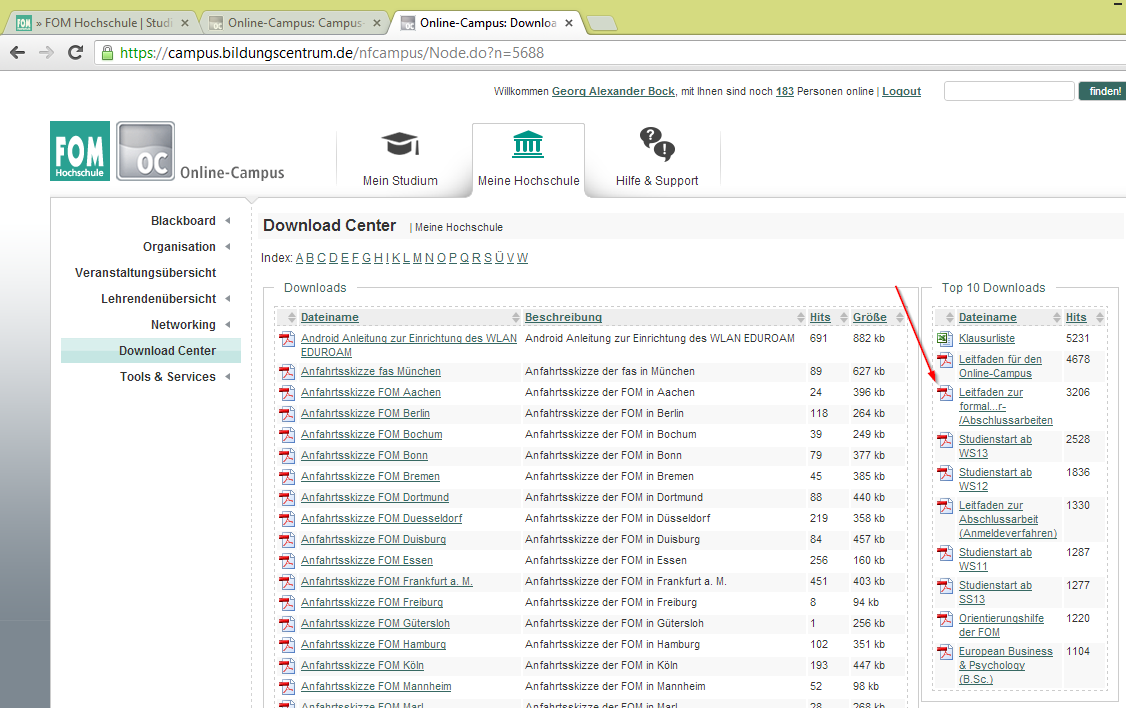 » FOM Hochschule | Studi
Online-Campus: Campus-
Online-Campus: Downloa
https://campus.bildungscentrum.de/nfcampus/Node.do?n=5688
Willkommen Georg Alexander Bock, mit Ihnen sind noch 183 Personen online | Logout
finden!
FOM
Hochschule
OC
Online-Campus
Mein Studium
Meine Hochschule
Hilfe & Support
Blackboard
Organisation
Veranstaltungsübersicht
Lehrendenübersicht
Networking
Download Center
Tools & Services
Download Center | Meine Hochschule
Index: A B C D E F G H I K L M N O P Q R S Ü V W
Downloads
Dateiname Beschreibung Hits Größe
Android Anleitung zur Einrichtung des WLAN EDUROAM Android Anleitung zur Einrichtung des WLAN EDUROAM 691 882 kb
Anfahrtsskizze fas München Anfahrtsskizze der fas in München 89 627 kb
Anfahrtsskizze FOM Aachen Anfahrtsskizze der FOM in Aachen 24 396 kb
Anfahrtsskizze FOM Berlin Anfahrtsskizze der FOM in Berlin 118 264 kb
Anfahrtsskizze FOM Bochum Anfahrtsskizze der FOM in Bochum 39 249 kb
Anfahrtsskizze FOM Bonn Anfahrtsskizze der FOM in Bonn 79 377 kb
Anfahrtsskizze FOM Bremen Anfahrtsskizze der FOM in Bremen 45 385 kb
Anfahrtsskizze FOM Dortmund Anfahrtsskizze der FOM in Dortmund 88 440 kb
Anfahrtsskizze FOM Duesseldorf Anfahrtsskizze der FOM in Düsseldorf 219 358 kb
Anfahrtsskizze FOM Duisburg Anfahrtsskizze der FOM in Duisburg 84 457 kb
Anfahrtsskizze FOM Essen Anfahrtsskizze der FOM in Essen 256 160 kb
Anfahrtsskizze FOM Frankfurt a. M. Anfahrtsskizze der FOM in Frankfurt a. M. 451 403 kb
Anfahrtsskizze FOM Freiburg Anfahrtsskizze der FOM in Freiburg 8 94 kb
Anfahrtsskizze FOM Gütersloh Anfahrtsskizze der FOM in Gütersloh 1 256 kb
Anfahrtsskizze FOM Hamburg Anfahrtsskizze der FOM in Hamburg 102 351 kb
Anfahrtsskizze FOM Köln Anfahrtsskizze der FOM in Köln 193 447 kb
Anfahrtsskizze FOM Mannheim Anfahrtsskizze der FOM in Mannheim 52 98 kb
Anfahrtsskizze FOM Marl Anfahrtsskizze der FOM in Marl 28 268 kb
Top 10 Downloads
Dateiname Hits
Klausurliste 5231
Leitfaden für den 4678
Online-Campus
Leitfaden zur 3206
formal...r-
/Abschlussarbeiten
Studienstart ab 2528
WS13
Studienstart ab 1836
WS12
Leitfaden zur 1330
Abschlussarbeit
(Anmeldeverfahren)
Studienstart ab 1287
WS11
Studienstart ab 1277
SS13
Orientierungshilfe 1220
der FOM
European Business 1104
& Psychology
(B.Sc.)